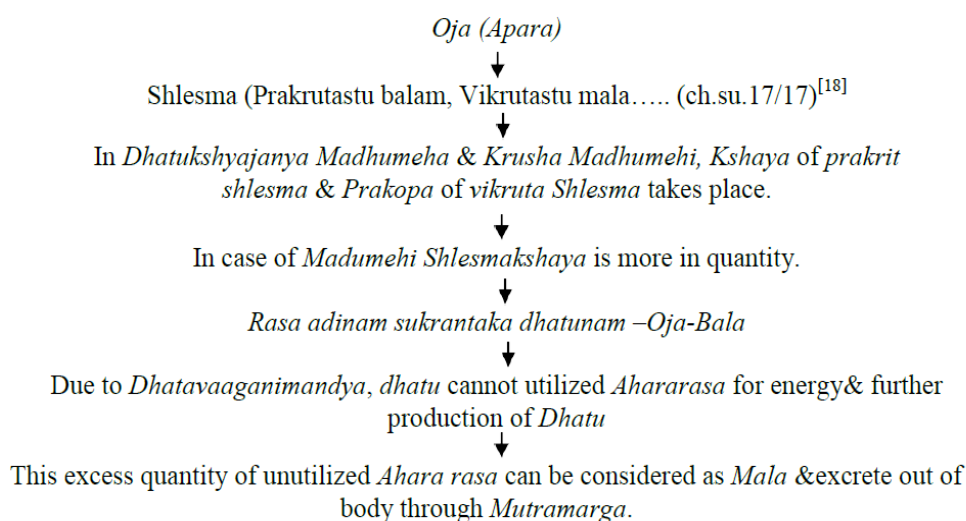 Oja (Apara)
Shlesma (Prakrutastu balam, Vikrutastu mala….. (ch.su.17/17)[18]
In Dhatukshyajanya Madhumeha & Krusha Madhumehi, Kshaya of prakrit
shlesma & Prakopa of vikruta Shlesma takes place.
In case of Madumehi Shlesmakshaya is more in quantity.
Rasa adinam sukrantaka dhatunam –Oja-Bala
Due to Dhatavaaganimandya, dhatu cannot utilized Ahararasa for energy& further
production of Dhatu
This excess quantity of unutilized Ahara rasa can be considered as Mala &excrete out of
body through Mutramarga.